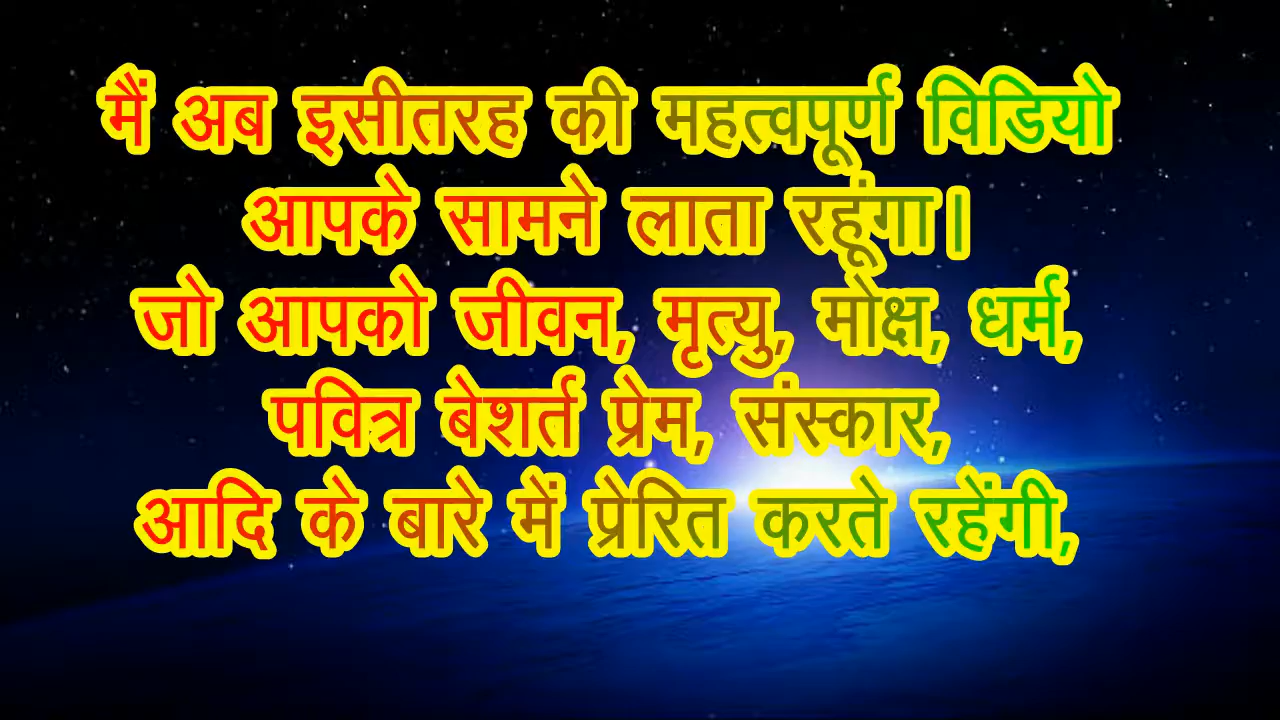 मैं अब इसीतरह की महत्वपूर्ण विडियो
आपके सामने लाता रहूंगा।
जो आपको जीवन, मृत्यु, मोक्ष, धर्म,
पवित्र बेशर्त प्रेम, संस्कार,
आदि के बारे में प्रेरित करते रहेंगी,